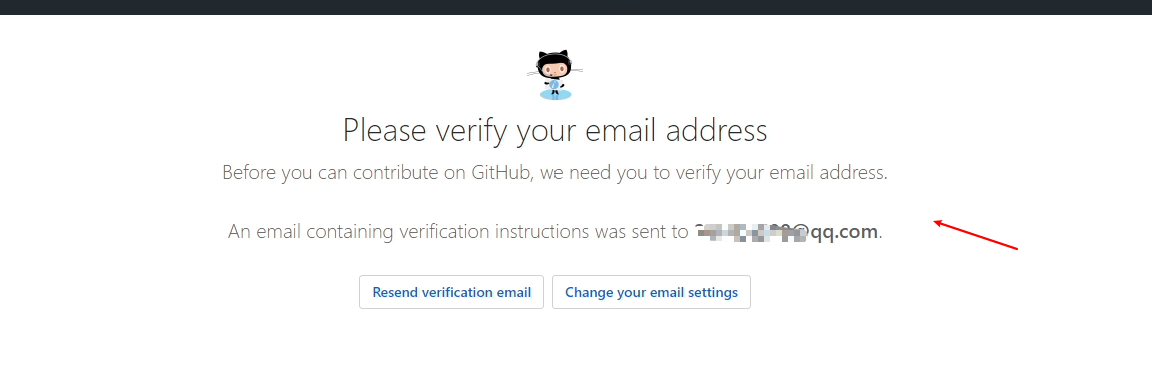 Please verify your email address
Before you can contribute on GitHub, we need you to verify your email address.
An email containing verification instructions was sent to @qq.com.
Resend verification email
Change your email settings